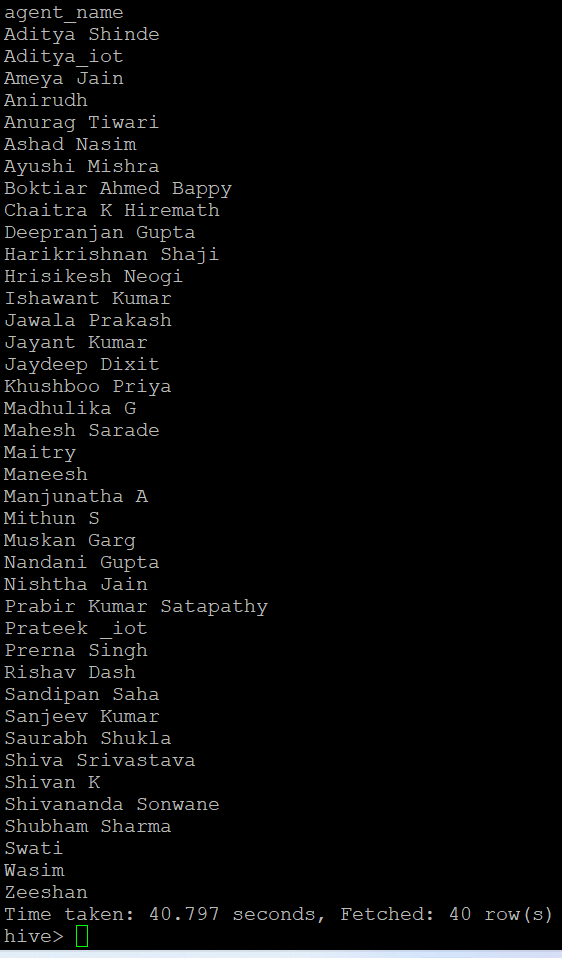 agent_name
Aditya Shinde
Aditya_iot
Ameya Jain
Anirudh
Anurag Tiwari
Ashad Nasim
Ayushi Mishra
Boktiar Ahmed Bappy
Chaitra K Hiremath
Deepranjan Gupta
Harikrishnan Shaji
Hrisikesh Neogi
Ishawant Kumar
Jawala Prakash
Jayant Kumar
Jaydeep Dixit
Khushboo Priya
Madhulika G
Mahesh Sarade
Maitry
Maneesh
Manjunatha A
Mithun S
Muskan Garg
Nandani Gupta
Nishtha Jain
Prabir Kumar Satapathy
Prateek _iot
Prerna Singh
Rishav Dash
Sandipan Saha
Sanjeev Kumar
Saurabh Shukla
Shiva Srivastava
Shivan K
Shivananda Sonwane
Shubham Sharma
Swati
Wasim
Zeeshan
Time taken: 40.797 seconds, Fetched: 40 row(s)
hive>